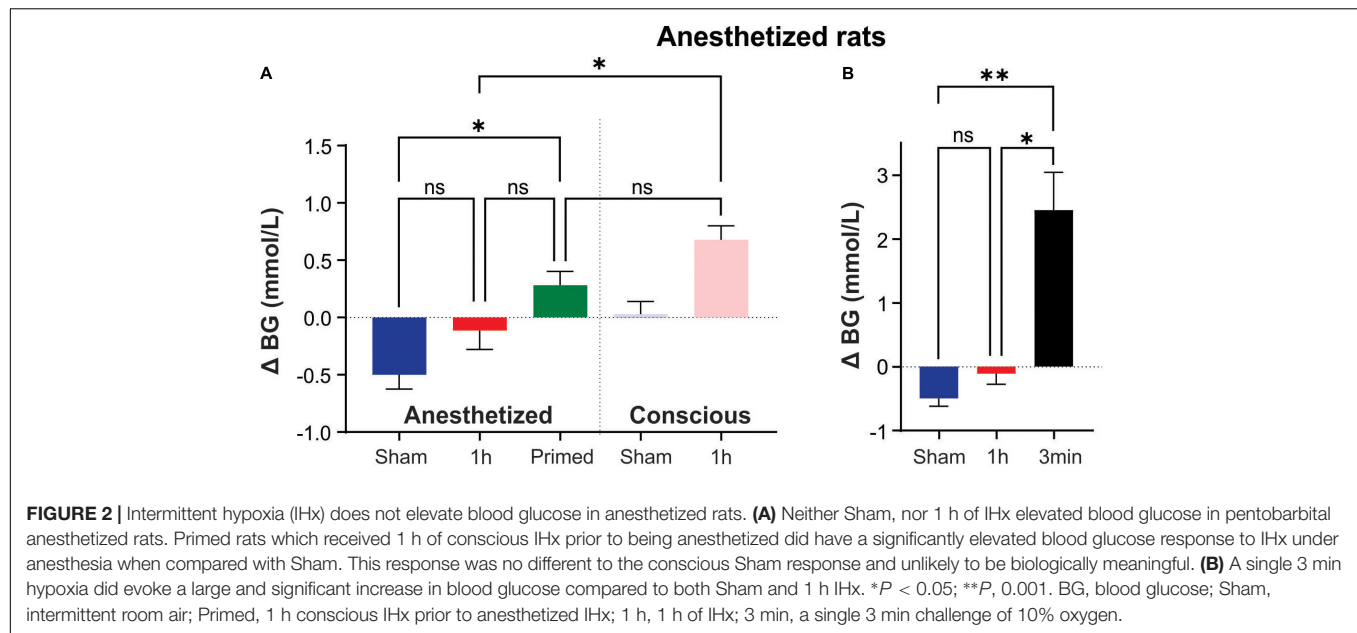 Anesthetized rats
A
B
*
**
*
ns
*
ns
ns
ns
1.5
1.0
0.5
0.0
-0.5
-1.0
Δ BG (mmol/L)
Anesthetized
Conscious
Sham
1h
Primed
Sham
1h
3
2
1
0
-1
Δ BG (mmol/L)
Sham
1h
3min
FIGURE 2 | Intermittent hypoxia (IHx) does not elevate blood glucose in anesthetized rats. (A) Neither Sham, nor 1 h of IHx elevated blood glucose in pentobarbital
anesthetized rats. Primed rats which received 1 h of conscious IHx prior to being anesthetized did have a significantly elevated blood glucose response to IHx under
anesthesia when compared with Sham. This response was no different to the conscious Sham response and unlikely to be biologically meaningful. (B) A single 3 min
hypoxia did evoke a large and significant increase in blood glucose compared to both Sham and 1 h IHx. *P < 0.05; **P, 0.001. BG, blood glucose; Sham,
intermittent room air; Primed, 1 h conscious IHx prior to anesthetized IHx; 1 h, 1 h of IHx; 3 min, a single 3 min challenge of 10% oxygen.